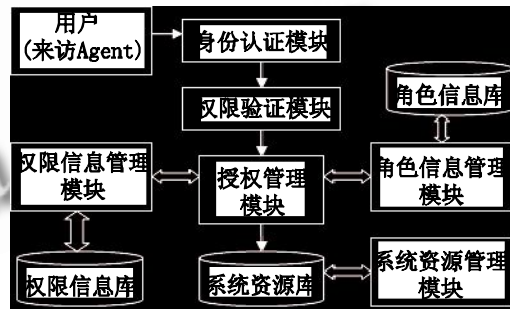 用户
(来访Agent)
身份认证模块
权限验证模块
角色信息库
权限信息管理
模块
授权管理
模块
角色信息管理
模块
权限信息库
系统资源库
系统资源管理
模块